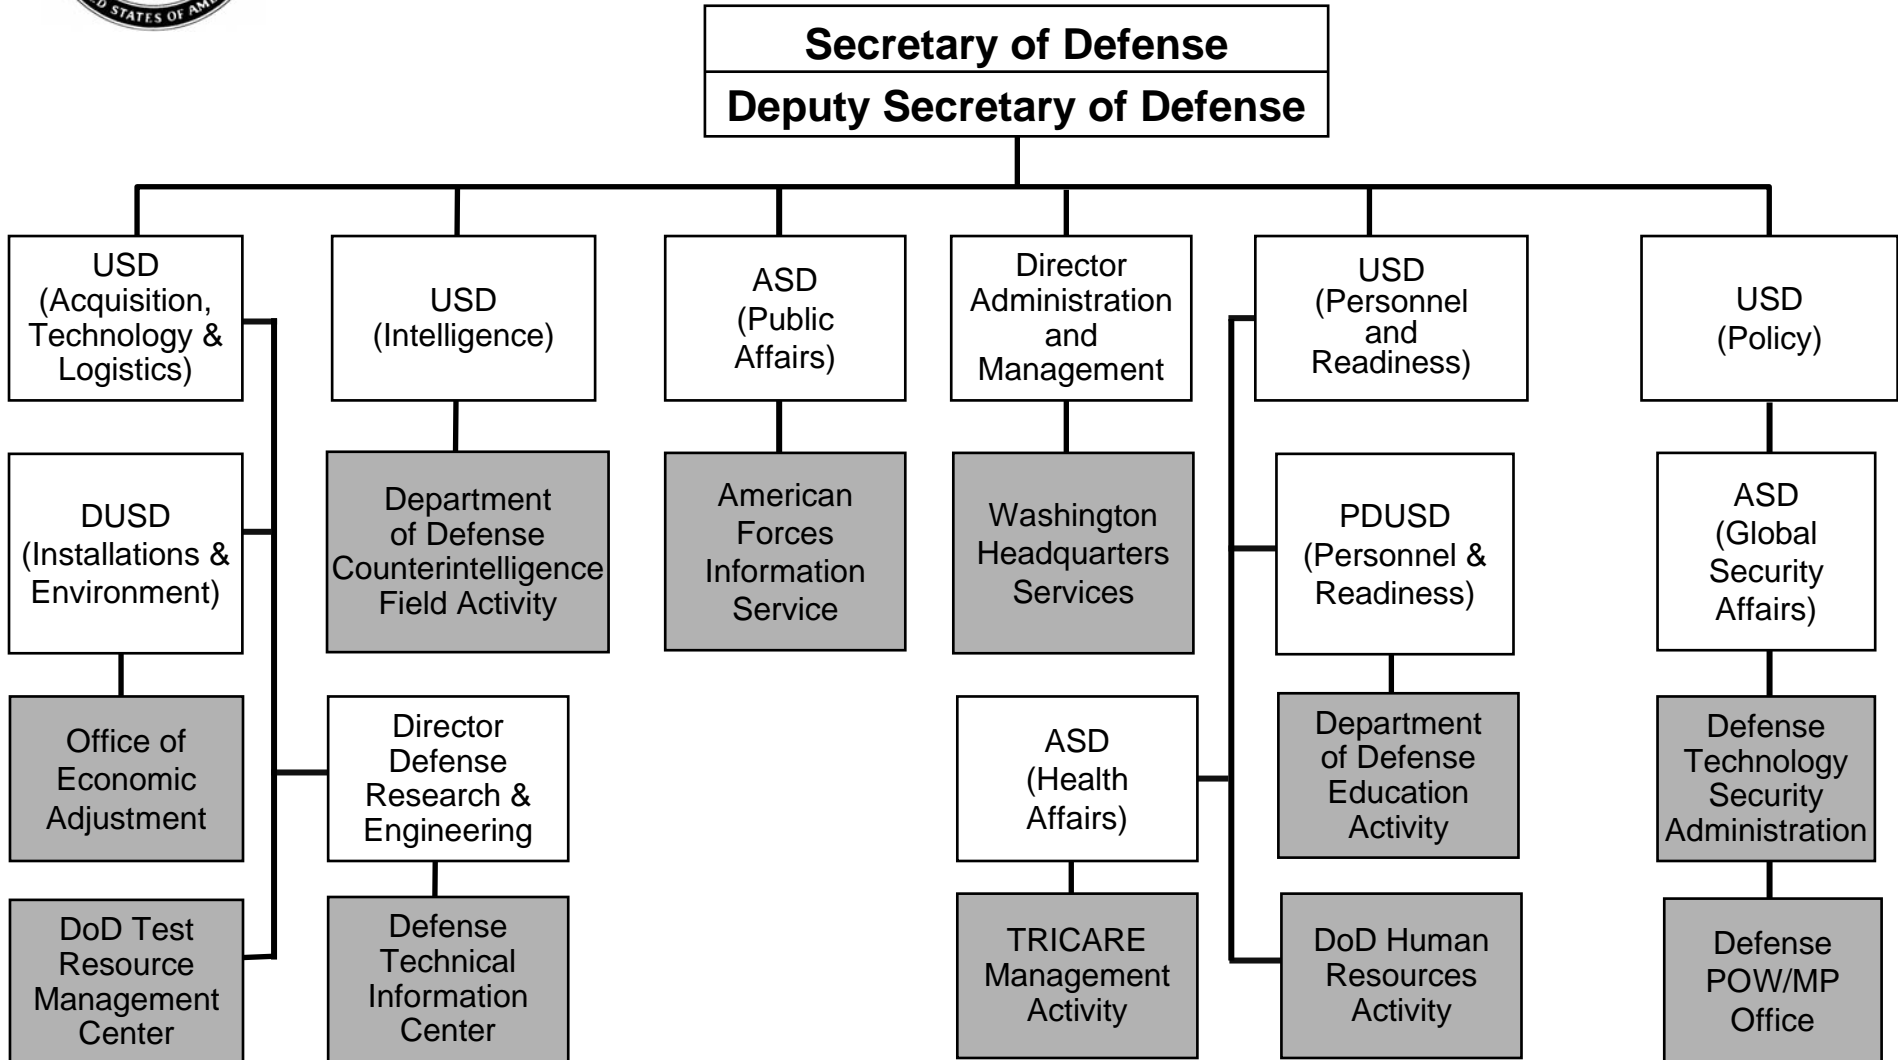 STATES OF AM
Secretary of Defense
Deputy Secretary of Defense
USD
(Acquisition,
Technology &
Logistics)
USD
(Intelligence)
ASD
(Public
Affairs)
Director
Administration
and
Management
USD
(Personnel
and
Readiness)
USD
(Policy)
DUSD
(Installations &
Environment)
Department
of Defense
Counterintelligence
Field Activity
American
Forces
Information
Service
Washington
Headquarters
Services
PDUSD
(Personnel &
Readiness)
ASD
(Global
Security
Affairs)
Office of
Economic
Adjustment
Director
Defense
Research &
Engineering
ASD
(Health
Affairs)
Department
of Defense
Education
Activity
Defense
Technology
Security
Administration
DoD Test
Resource
Management
Center
Defense
Technical
Information
Center
TRICARE
Management
Activity
DoD Human
Resources
Activity
Defense
POW/MP
Office